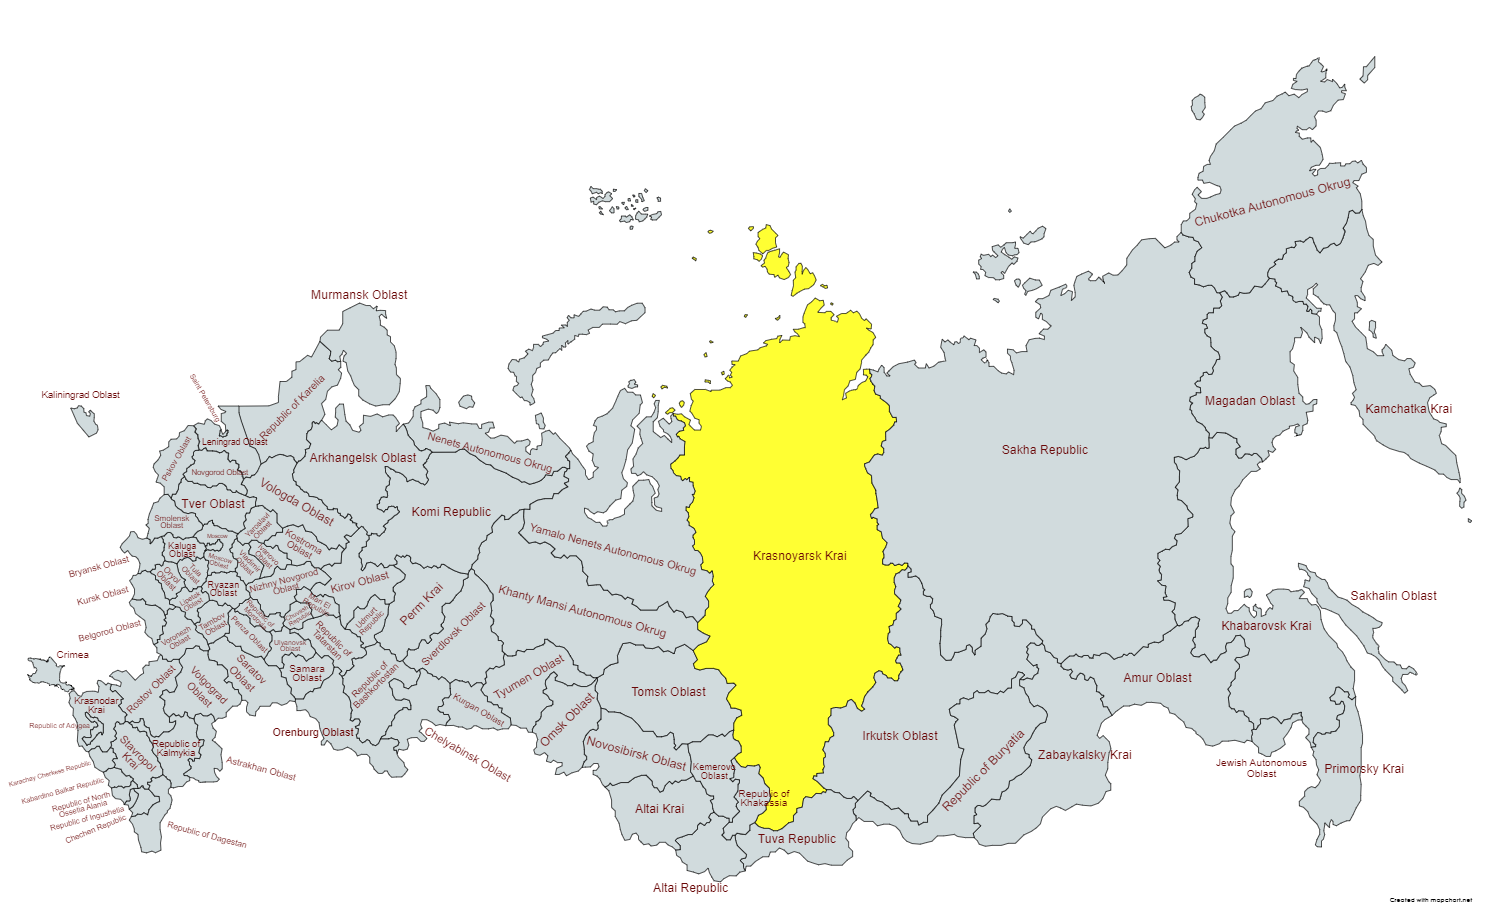 Chukotka Autonomous Okrug
Murmansk Oblast
Kaliningrad Oblast
Saint Petersburg
Republic of Karelia
Leningrad Oblast
Nenets Autonomous Okrug
Magadan Oblast
Kamchatka Krai
Pskov Oblast
Arkhangelsk Oblast
Sakha Republic
Novgorod Oblast
Vologda Oblast
Tver Oblast
Komi Republic
Smolensk
Oblast
Yaroslavl
Oblast
Kostroma
Oblast
Moscow
Yamalo Nenets Autonomous Okrug
Krasnoyarsk Krai
Kaluga
Oblast
Moscow
Oblast
Ivanovo
Oblast
Vladimir
Oblast
Bryansk Oblast
Oryol
Oblast
Tula
Oblast
Ryazan
Oblast
Nizhny Novgorod
Oblast
Kirov Oblast
Perm Krai
Kursk Oblast
Lipetsk
Oblast
Republic of
Chuvash
Republic
Mari El
Republic
Udmurt
Republic
Khanty Mansi Autonomous Okrug
Sakhalin Oblast
Khabarovsk Krai
Belgorod Oblast
Voronezh
Oblast
Tambov
Oblast
Penza Oblast
Ulyanovsk
Oblast
Republic of
Tatarstan
Sverdlovsk Oblast
Crimea
Rostov Oblast
Volgograd
Oblast
Saratov
Oblast
Samara
Oblast
Republic of
Bashkortostan
Kurgan Oblast
Tyumen Oblast
Omsk Oblast
Tomsk Oblast
Amur Oblast
Krasnodar
Krai
Republic of Adygea
Stavropol
Krai
Republic of
Kalmykia
Orenburg Oblast
Chelyabinsk Oblast
Novosibirsk Oblast
Kemerovo
Oblast
Irkutsk Oblast
Republic of Buryatia
Zabaykalsky Krai
Jewish Autonomous
Oblast
Primorsky Krai
Karachay Cherkess Republic
Astrakhan Oblast
Kabardino Balkar Republic
Republic of North
Ossetia Alania
Republic of Ingushetia
Chechen Republic
Republic of Dagestan
Altai Krai
Republic of
Khakassia
Tuva Republic
Altai Republic
Created with mapchart.net